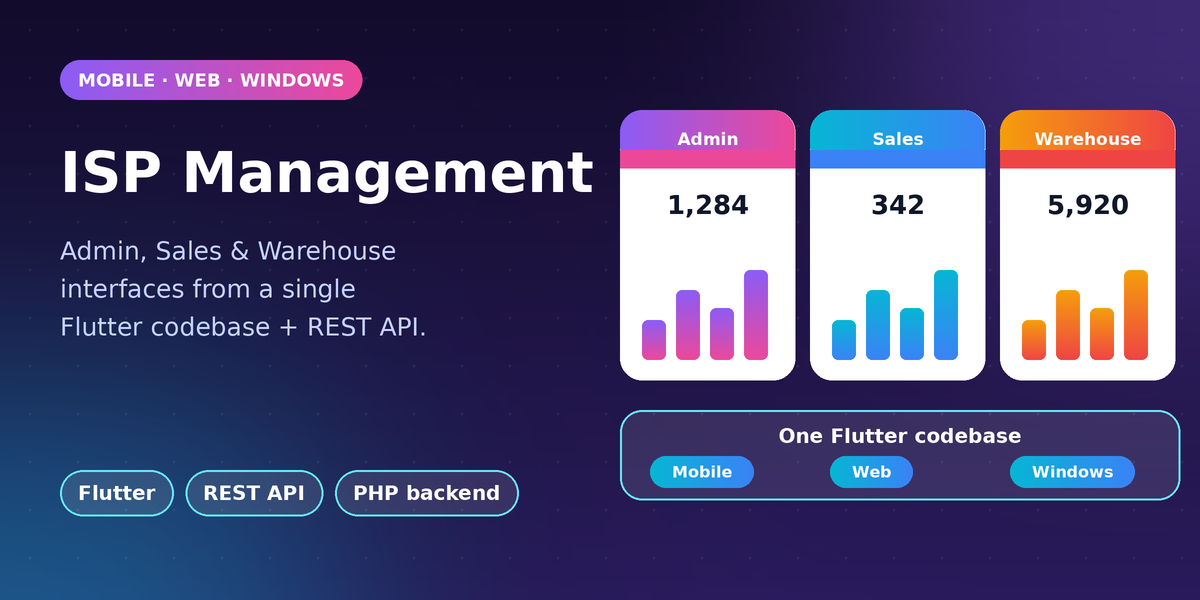 MOBILE · WEB · WINDOWS
ISP Management
Admin, Sales & Warehouse
interfaces from a single
Flutter codebase + REST API.
Flutter
REST API
PHP backend
Admin
1,284
Sales
342
Warehouse
5,920
One Flutter codebase
Mobile
Web
Windows